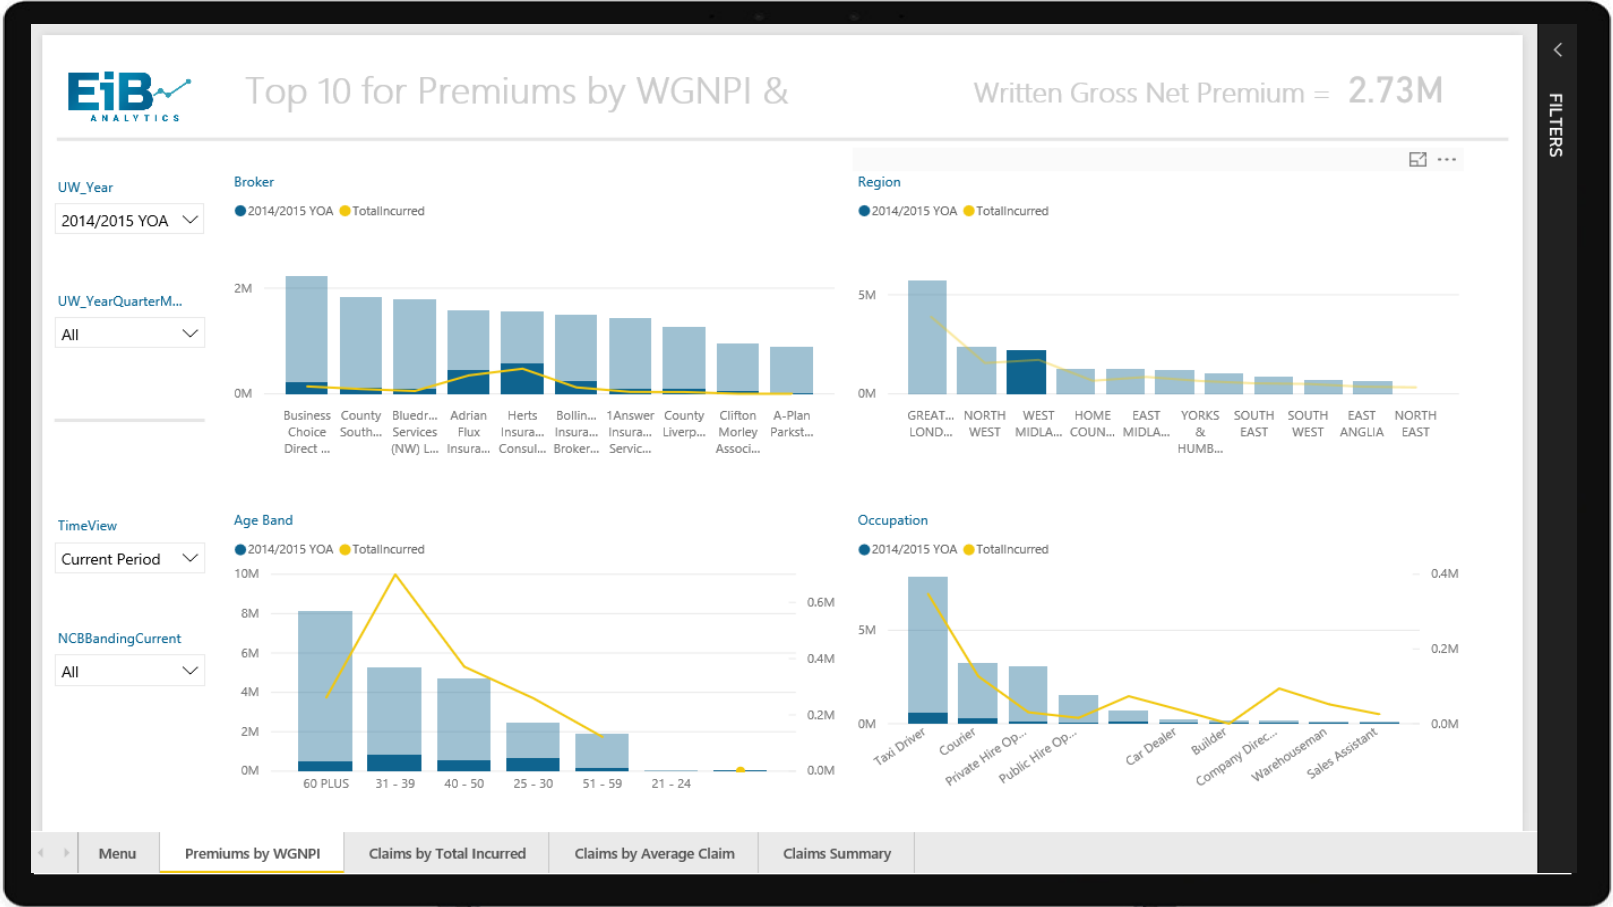 EiB
ANALYTICS
Top 10 for Premiums by WGNPI &
Written Gross Net Premium = 2.73M
FILTERS
UW_Year
2014/2015 YOA
UW_YearQuarterM...
All
TimeView
Current Period
NCBBandingCurrent
All
Broker
2014/2015 YOA TotalIncurred
2M
0M
Business Choice Direct ...
County South...
Bluedr... Services (NW) L...
Adrian Flux Insura...
Herts Insura... Consul...
Bollin... Insura... Broker...
1Answer Insura... Servic...
County Liverp...
Clifton Morley Associ...
A-Plan Parkst...
Region
2014/2015 YOA TotalIncurred
5M
0M
GREAT... LOND...
NORTH WEST
WEST MIDLA...
HOME COUN...
EAST MIDLA...
YORKS & HUMB...
SOUTH EAST
SOUTH WEST
EAST ANGLIA
NORTH EAST
Age Band
2014/2015 YOA TotalIncurred
10M
8M
6M
4M
2M
0M
0.6M
0.4M
0.2M
0.0M
60 PLUS 31 - 39 40 - 50 25 - 30 51 - 59 21 - 24
Occupation
2014/2015 YOA TotalIncurred
5M
0M
0.4M
0.2M
0.0M
Taxi Driver
Courier
Private Hire Op...
Public Hire Op...
Car Dealer
Builder
Company Direc...
Warehouseman
Sales Assistant
Menu Premiums by WGNPI Claims by Total Incurred Claims by Average Claim Claims Summary